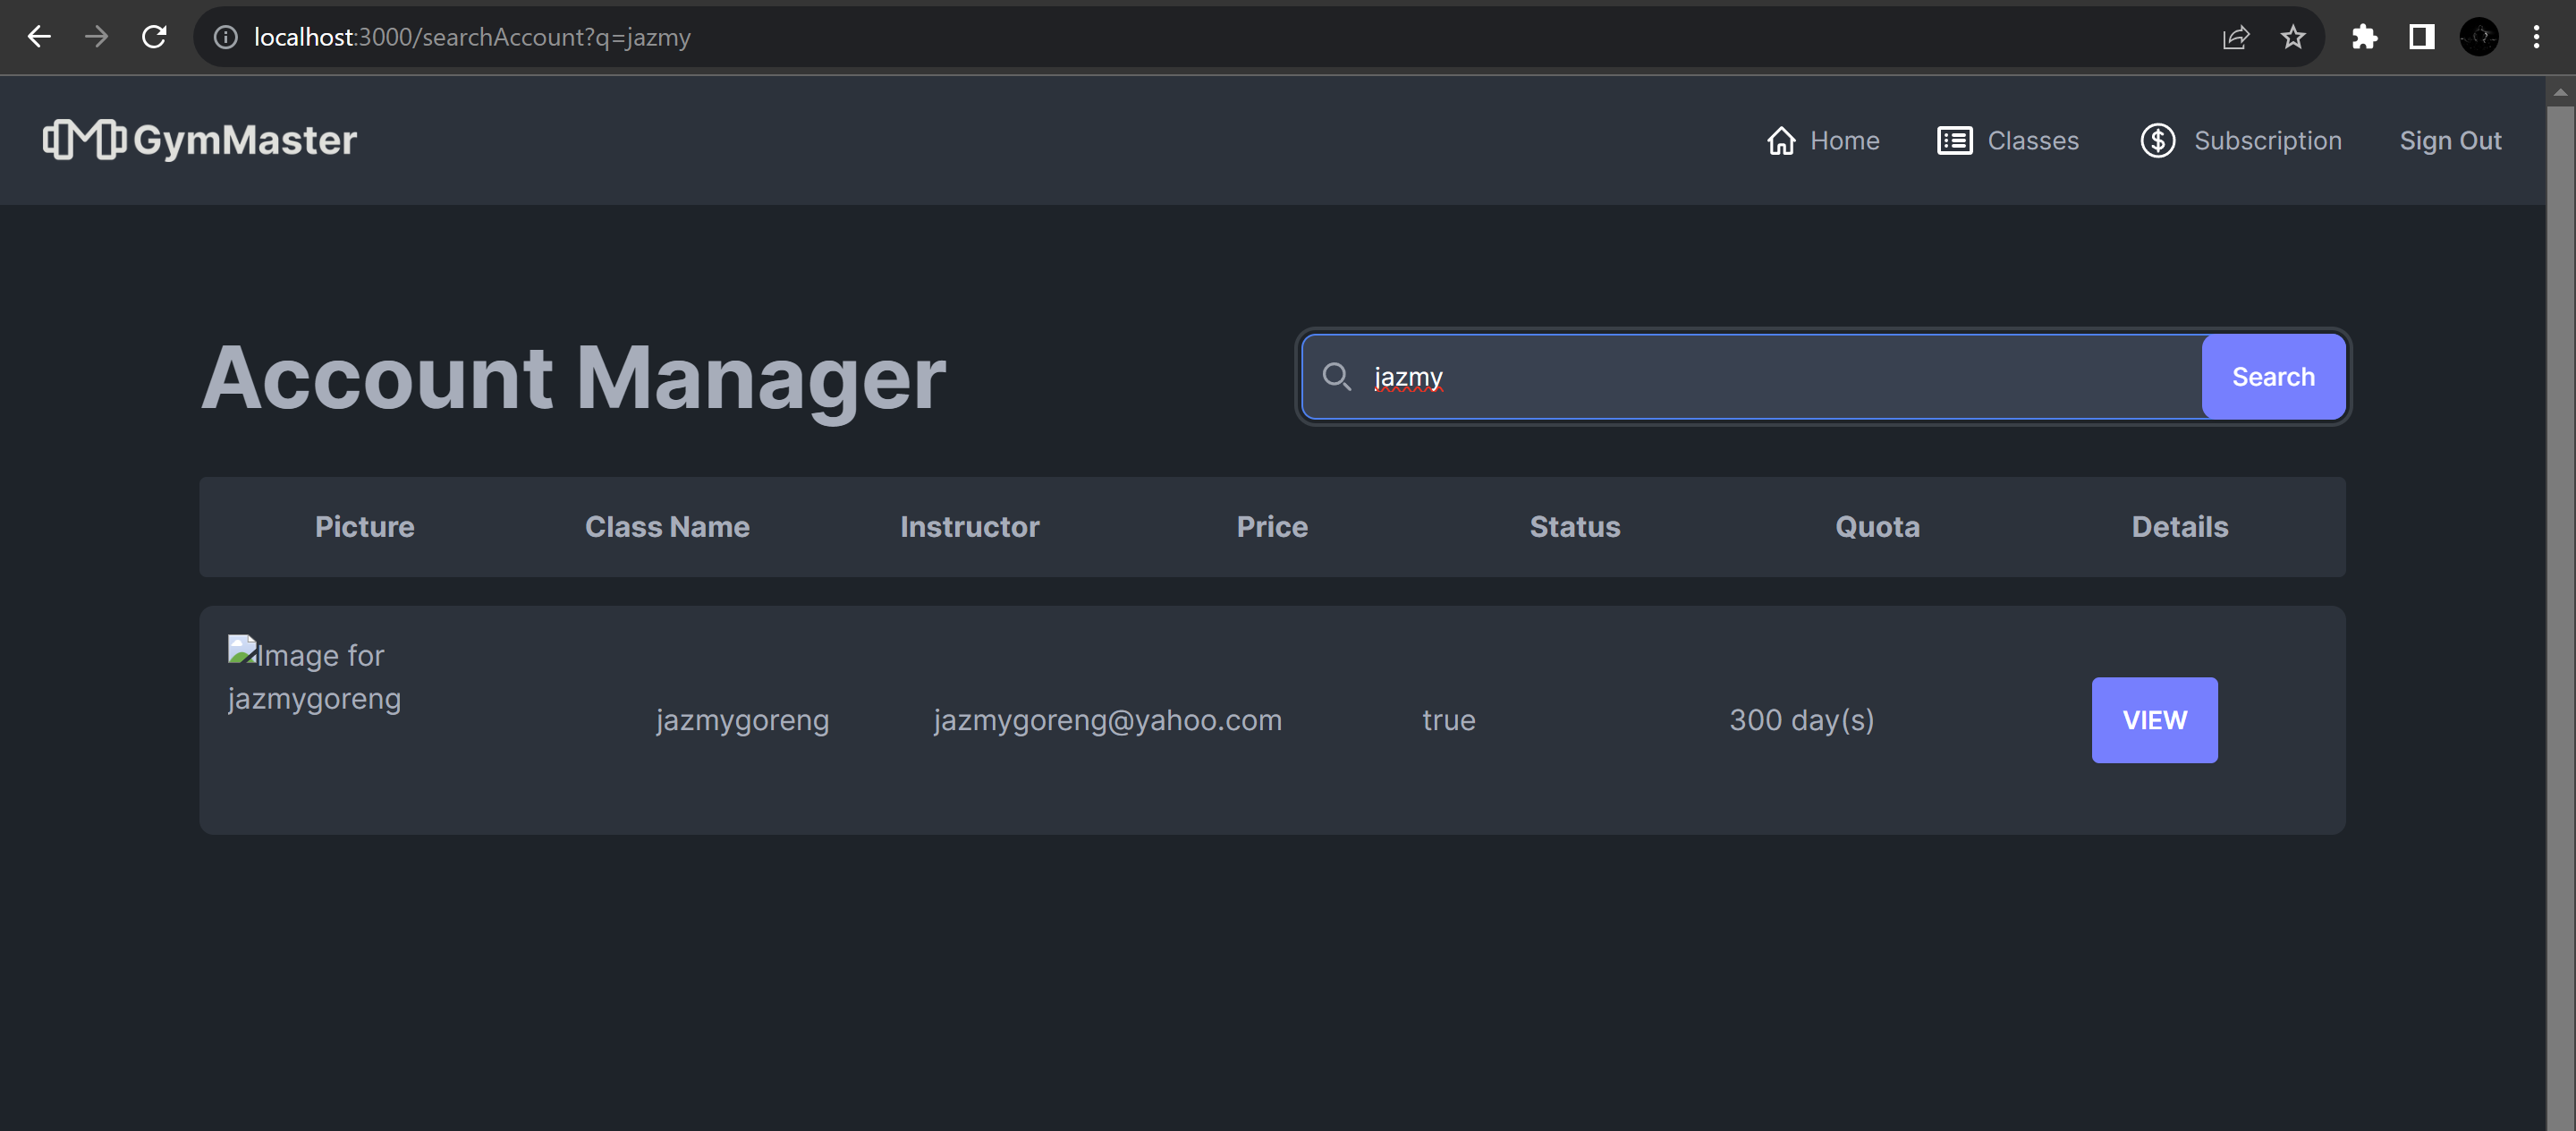 localhost:3000/searchAccount?q=jazmy
GymMaster
Home Classes Subscription Sign Out
Account Manager
jazmy
Search
Picture Class Name Instructor Price Status Quota Details
Image for
jazmygoreng
jazmygoreng jazmygoreng@yahoo.com true 300 day(s) VIEW